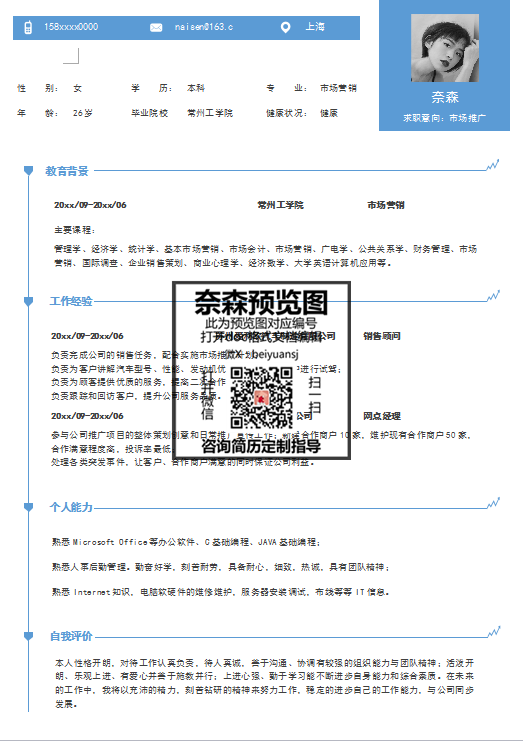 158xxxx0000 naisen@163.c 上海
奈森
求职意向：市场推广
性 别： 女 学 历： 本科 专 业： 市场营销
年 龄： 26岁 毕业院校 常州工学院 健康状况： 健康
教育背景
20xx/09-20xx/06 常州工学院 市场营销
主要课程：
管理学、经济学、统计学、基本市场营销、市场会计、市场营销、广电学、公共关系学、财务管理、市场
营销、国际调查、企业销售策划、商业心理学、经济数学、大学英语计算机应用等。
工作经验
20xx/09-20xx/06 公司 销售顾问
负责完成公司的销售任务，配合实施市场推
负责为客户讲解汽车型号、性能、发动机优 进行试驾；
负责为顾客提供优质的服务，提高二次合作
负责跟踪和回访客户，提升公司服务品质。
20xx/09-20xx/06 公司 网点经理
参与公司推广项目的整体策划创意和日常推广宣传工作；新建合作商户10家，维护现有合作商户50家，
合作满意程度高，投诉率最低。
处理各类突发事件，让客户、合作商户满意的同时保证公司利益。
奈森预览图
此为预览图对应编号
打开doc格式文档编辑
微X：beiyuansj
打开微信
扫一扫
咨询简历定制指导
个人能力
熟悉Microsoft Office等办公软件、C基础编程、JAVA基础编程；
熟悉人事后勤管理。勤奋好学，刻苦耐劳，具备耐心，细致，热诚，具有团队精神；
熟悉Internet知识，电脑软硬件的维修维护，服务器安装调试，布线等等IT信息。
自我评价
本人性格开朗，对待工作认真负责，待人真诚，善于沟通、协调有较强的组织能力与团队精神；活泼开
朗、乐观上进、有爱心并善于施教并行；上进心强、勤于学习能不断进步自身能力和综合素质。在未来
的工作中，我将以充沛的精力，刻苦钻研的精神来努力工作，稳定的进步自己的工作能力，与公司同步
发展。